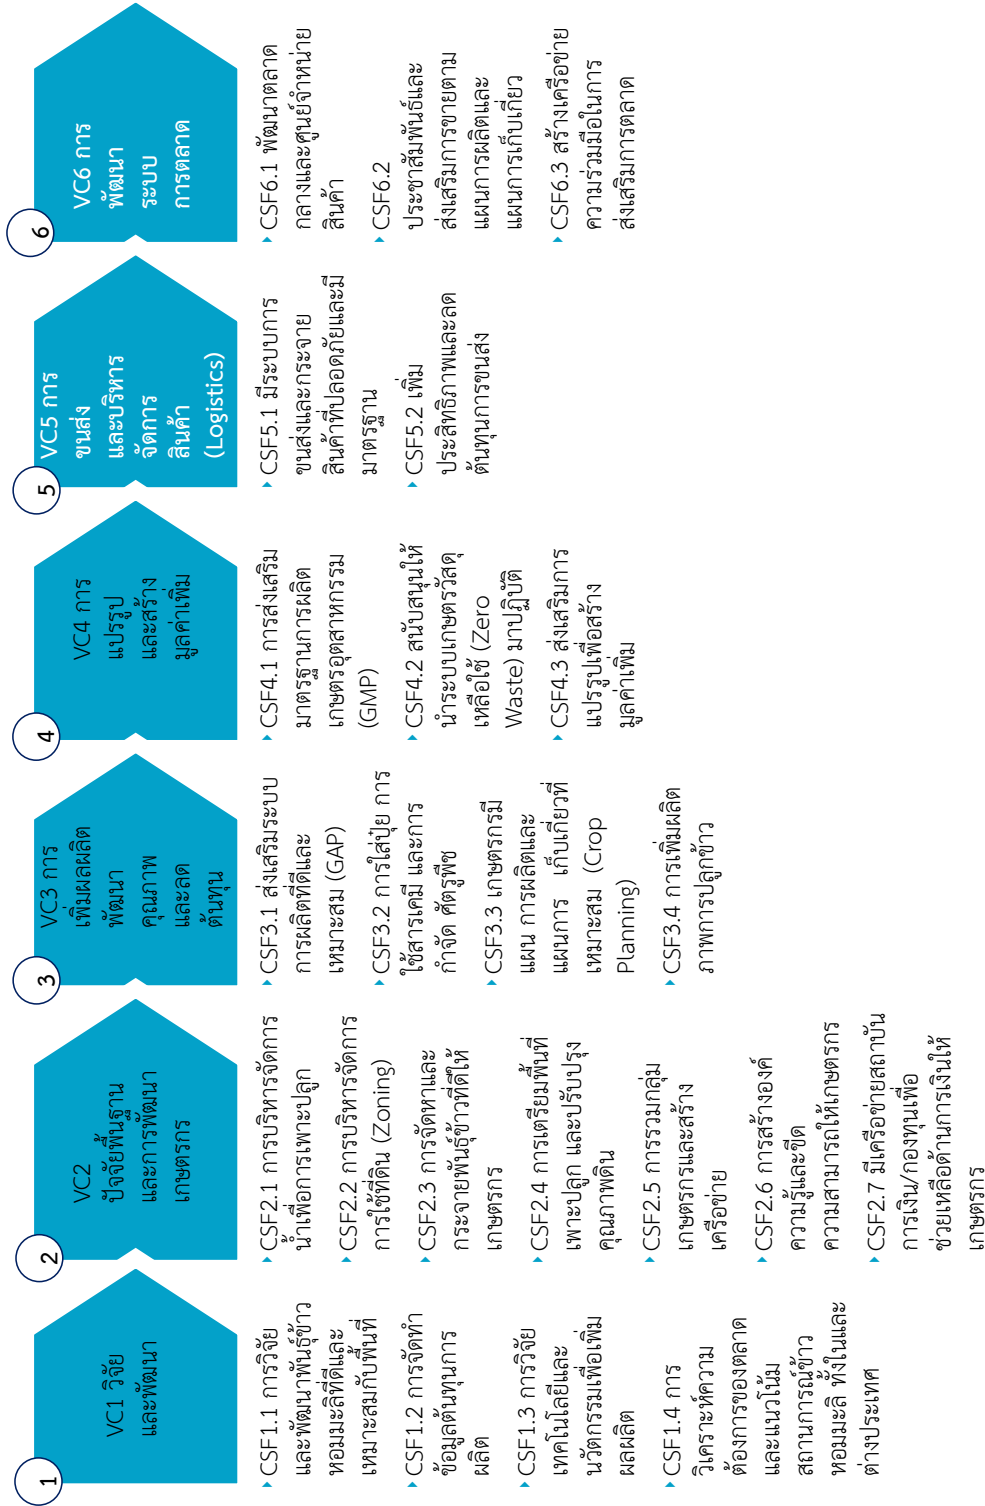 1
VC1 วิจัย
และพัฒนา
CSF1.1 การวิจัย
และพัฒนาพันธุ์ข้าว
หอมมะลิที่ดีและ
เหมาะสมกับพื้นที่
CSF1.2 การจัดทำ
ข้อมูลต้นทุนการ
ผลิต
CSF1.3 การวิจัย
เทคโนโลยีและ
นวัตกรรมเพื่อเพิ่ม
ผลผลิต
CSF1.4 การ
วิเคราะห์ความ
ต้องการของตลาด
และแนวโน้ม
สถานการณ์ข้าว
หอมมะลิ ทั้งในและ
ต่างประเทศ
2
VC2
ปัจจัยพื้นฐาน
และการพัฒนา
เกษตรกร
CSF2.1 การบริหารจัดการ
น้ำเพื่อการเพาะปลูก
CSF2.2 การบริหารจัดการ
การใช้ที่ดิน (Zoning)
CSF2.3 การจัดหาและ
กระจายพันธุ์ข้าวที่ดีให้
เกษตรกร
CSF2.4 การเตรียมพื้นที่
เพาะปลูก และปรับปรุง
คุณภาพดิน
CSF2.5 การรวมกลุ่ม
เกษตรกรและสร้าง
เครือข่าย
CSF2.6 การสร้างองค์
ความรู้และขีด
ความสามารถให้เกษตรกร
CSF2.7 มีเครือข่ายสถาบัน
การเงิน/กองทุนเพื่อ
ช่วยเหลือด้านการเงินให้
เกษตรกร
3
VC3 การ
เพิ่มผลผลิต
พัฒนา
คุณภาพ
และลด
ต้นทุน
CSF3.1 ส่งเสริมระบบ
การผลิตที่ดีและ
เหมาะสม (GAP)
CSF3.2 การใส่ปุ๋ย การ
ใช้สารเคมี และการ
กำจัด ศัตรูพืช
CSF3.3 เกษตรกรมี
แผน การผลิตและ
แผนการ เก็บเกี่ยวที่
เหมาะสม (Crop
Planning)
CSF3.4 การเพิ่มผลิต
ภาพการปลูกข้าว
4
VC4 การ
แปรรูป
และสร้าง
มูลค่าเพิ่ม
CSF4.1 การส่งเสริม
มาตรฐานการผลิต
เกษตรอุตสาหกรรม
(GMP)
CSF4.2 สนับสนุนให้
นำระบบเกษตรวัสดุ
เหลือใช้ (Zero
Waste) มาปฏิบัติ
CSF4.3 ส่งเสริมการ
แปรรูปเพื่อสร้าง
มูลค่าเพิ่ม
5
VC5 การ
ขนส่ง
และบริหาร
จัดการ
สินค้า
(Logistics)
CSF5.1 มีระบบการ
ขนส่งและกระจาย
สินค้าที่ปลอดภัยและมี
มาตรฐาน
CSF5.2 เพิ่ม
ประสิทธิภาพและลด
ต้นทุนการขนส่ง
6
VC6 การ
พัฒนา
ระบบ
การตลาด
CSF6.1 พัฒนาตลาด
กลางและศูนย์จำหน่าย
สินค้า
CSF6.2
ประชาสัมพันธ์และ
ส่งเสริมการขายตาม
แผนการผลิตและ
แผนการเก็บเกี่ยว
CSF6.3 สร้างเครือข่าย
ความร่วมมือในการ
ส่งเสริมการตลาด